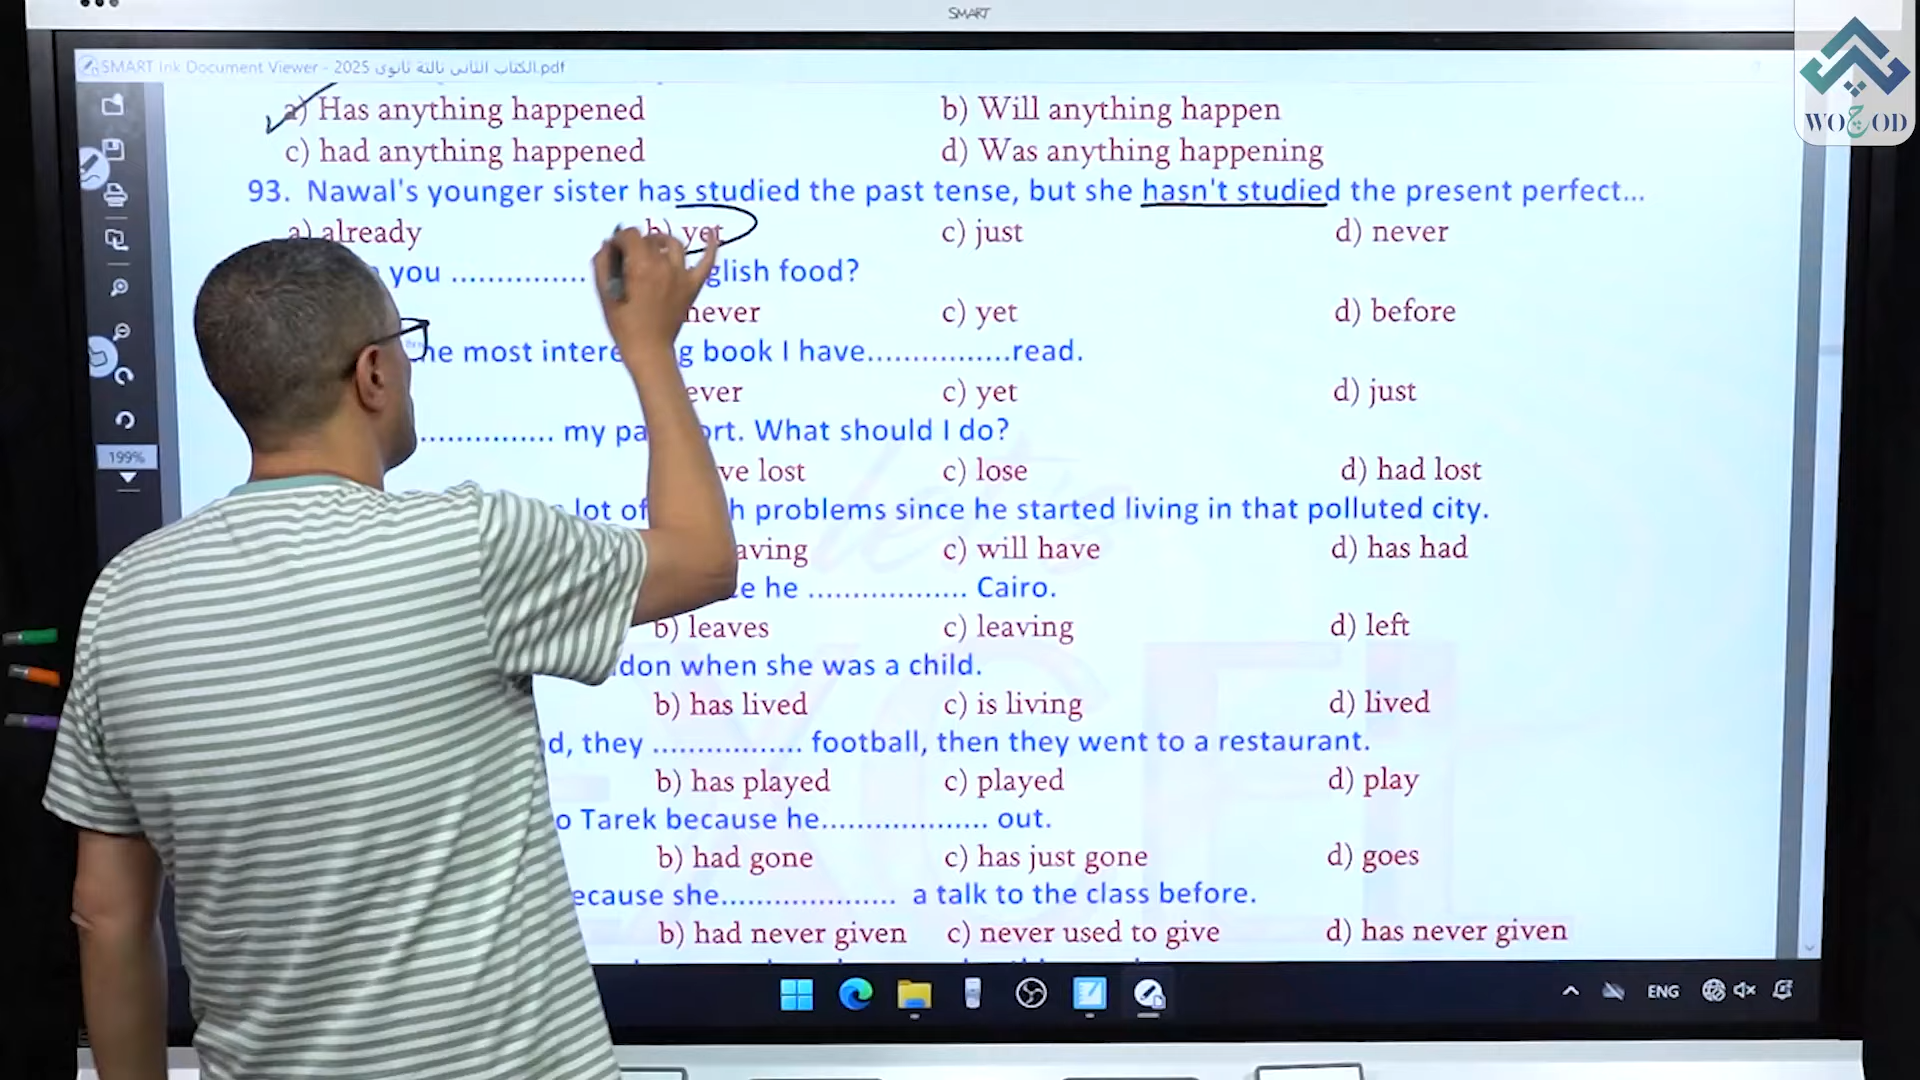 SMART
SMART Ink Document Viewer - 2025 الكتاب الثاني ثالثة ثانوي.pdf
WOجOD
a) Has anything happened b) Will anything happen
c) had anything happened d) Was anything happening
93. Nawal's younger sister has studied the past tense, but she hasn't studied the present perfect...
a) already b) yet c) just d) never
you ............... glish food?
never c) yet d) before
he most interesting book I have................read.
ever c) yet d) just
............... my passport. What should I do?
ve lost c) lose d) had lost
lot of h problems since he started living in that polluted city.
aving c) will have d) has had
ce he .................. Cairo.
b) leaves c) leaving d) left
don when she was a child.
b) has lived c) is living d) lived
d, they ................. football, then they went to a restaurant.
b) has played c) played d) play
o Tarek because he................... out.
b) had gone c) has just gone d) goes
ecause she.................... a talk to the class before.
b) had never given c) never used to give d) has never given
199%
ENG